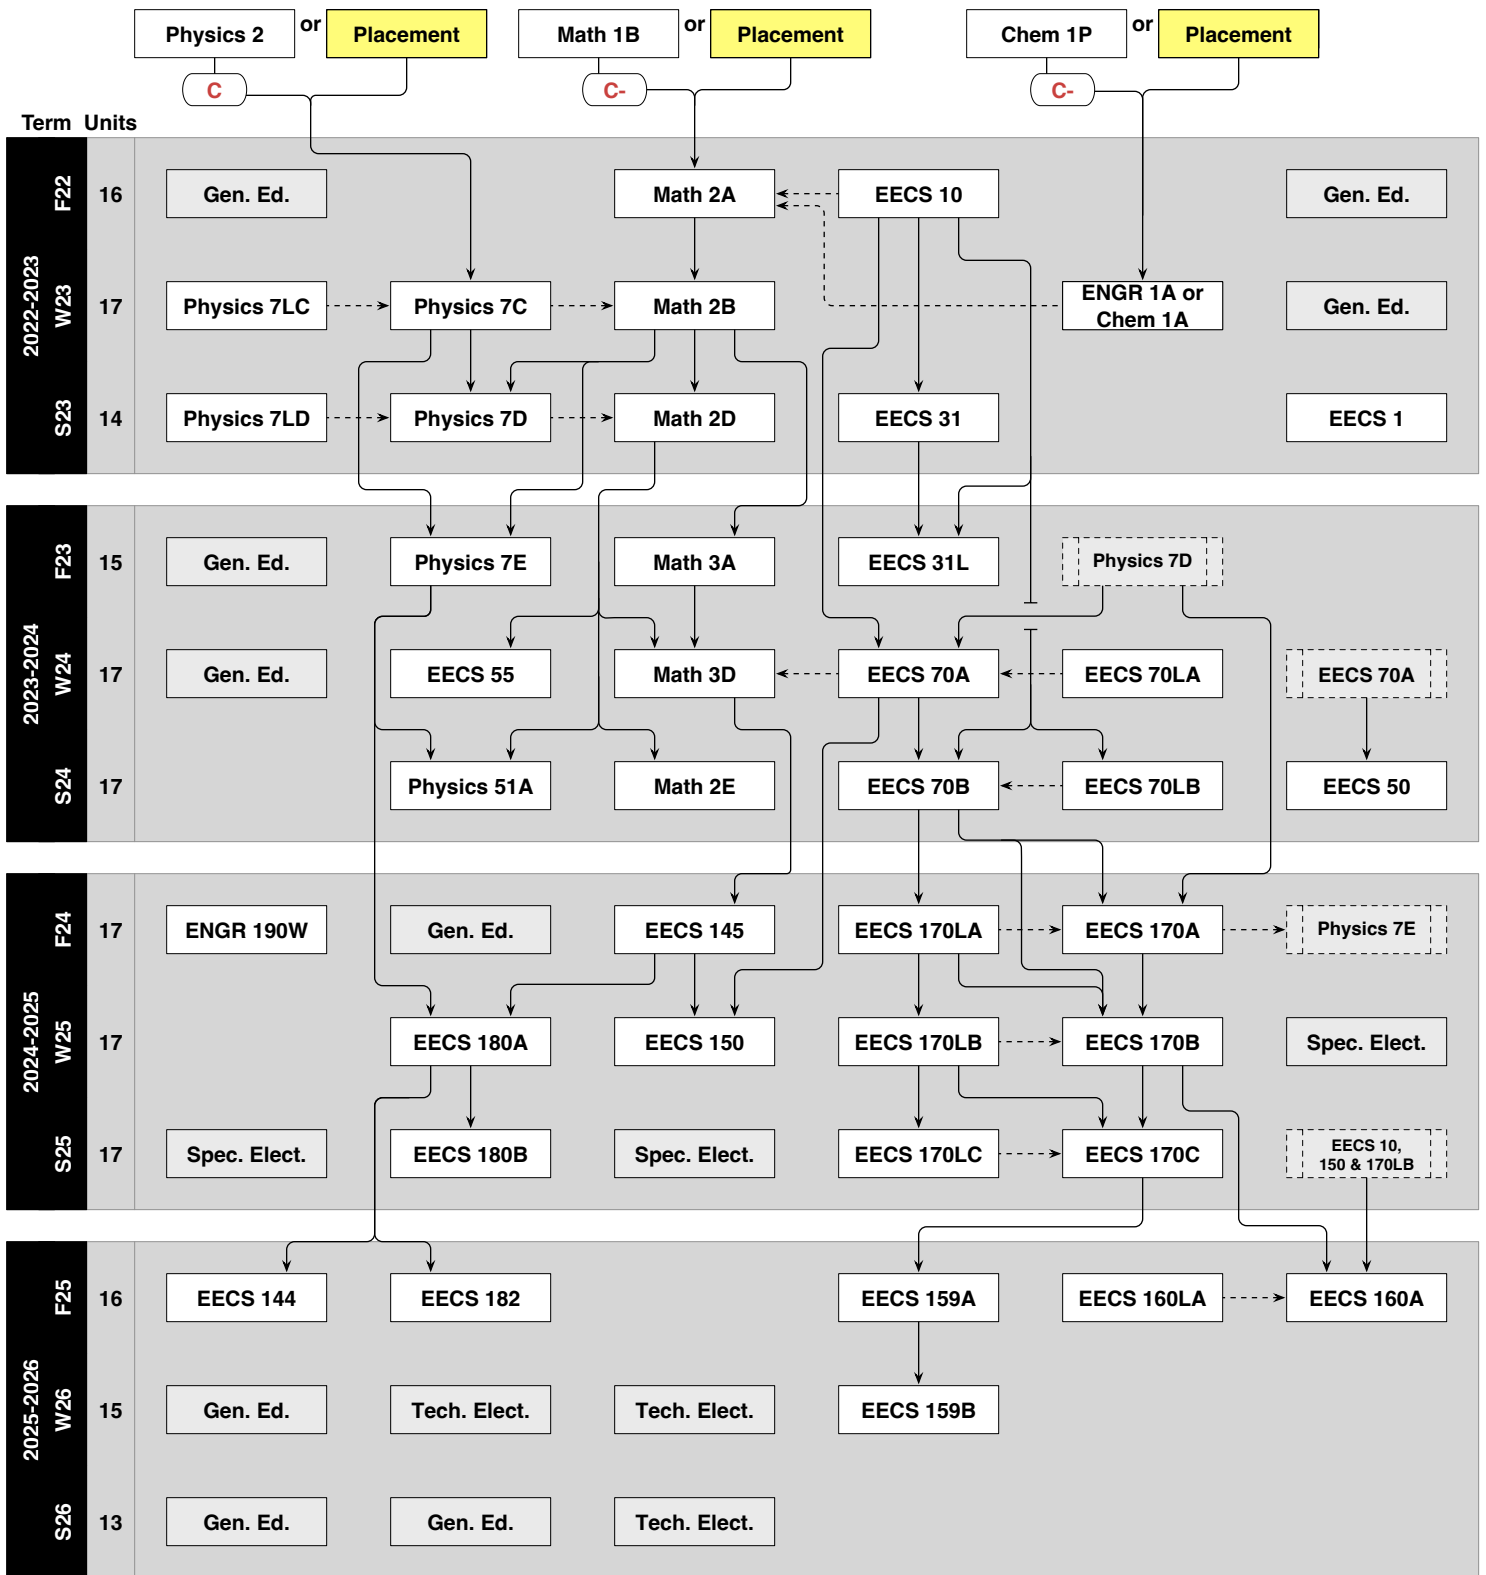 Physics 2 or Placement Math 1B or Placement Chem 1P or Placement
C C- C-
Term Units
2022-2023
F22 16 Gen. Ed. Math 2A EECS 10 Gen. Ed.
W23 17 Physics 7LC Physics 7C Math 2B ENGR 1A or
Chem 1A Gen. Ed.
S23 14 Physics 7LD Physics 7D Math 2D EECS 31 EECS 1
2023-2024
F23 15 Gen. Ed. Physics 7E Math 3A EECS 31L Physics 7D
W24 17 Gen. Ed. EECS 55 Math 3D EECS 70A EECS 70LA EECS 70A
S24 17 Physics 51A Math 2E EECS 70B EECS 70LB EECS 50
2024-2025
F24 17 ENGR 190W Gen. Ed. EECS 145 EECS 170LA EECS 170A Physics 7E
W25 17 EECS 180A EECS 150 EECS 170LB EECS 170B Spec. Elect.
S25 17 Spec. Elect. EECS 180B Spec. Elect. EECS 170LC EECS 170C EECS 10,
150 & 170LB
2025-2026
F25 16 EECS 144 EECS 182 EECS 159A EECS 160LA EECS 160A
W26 15 Gen. Ed. Tech. Elect. Tech. Elect. EECS 159B
S26 13 Gen. Ed. Gen. Ed. Tech. Elect.